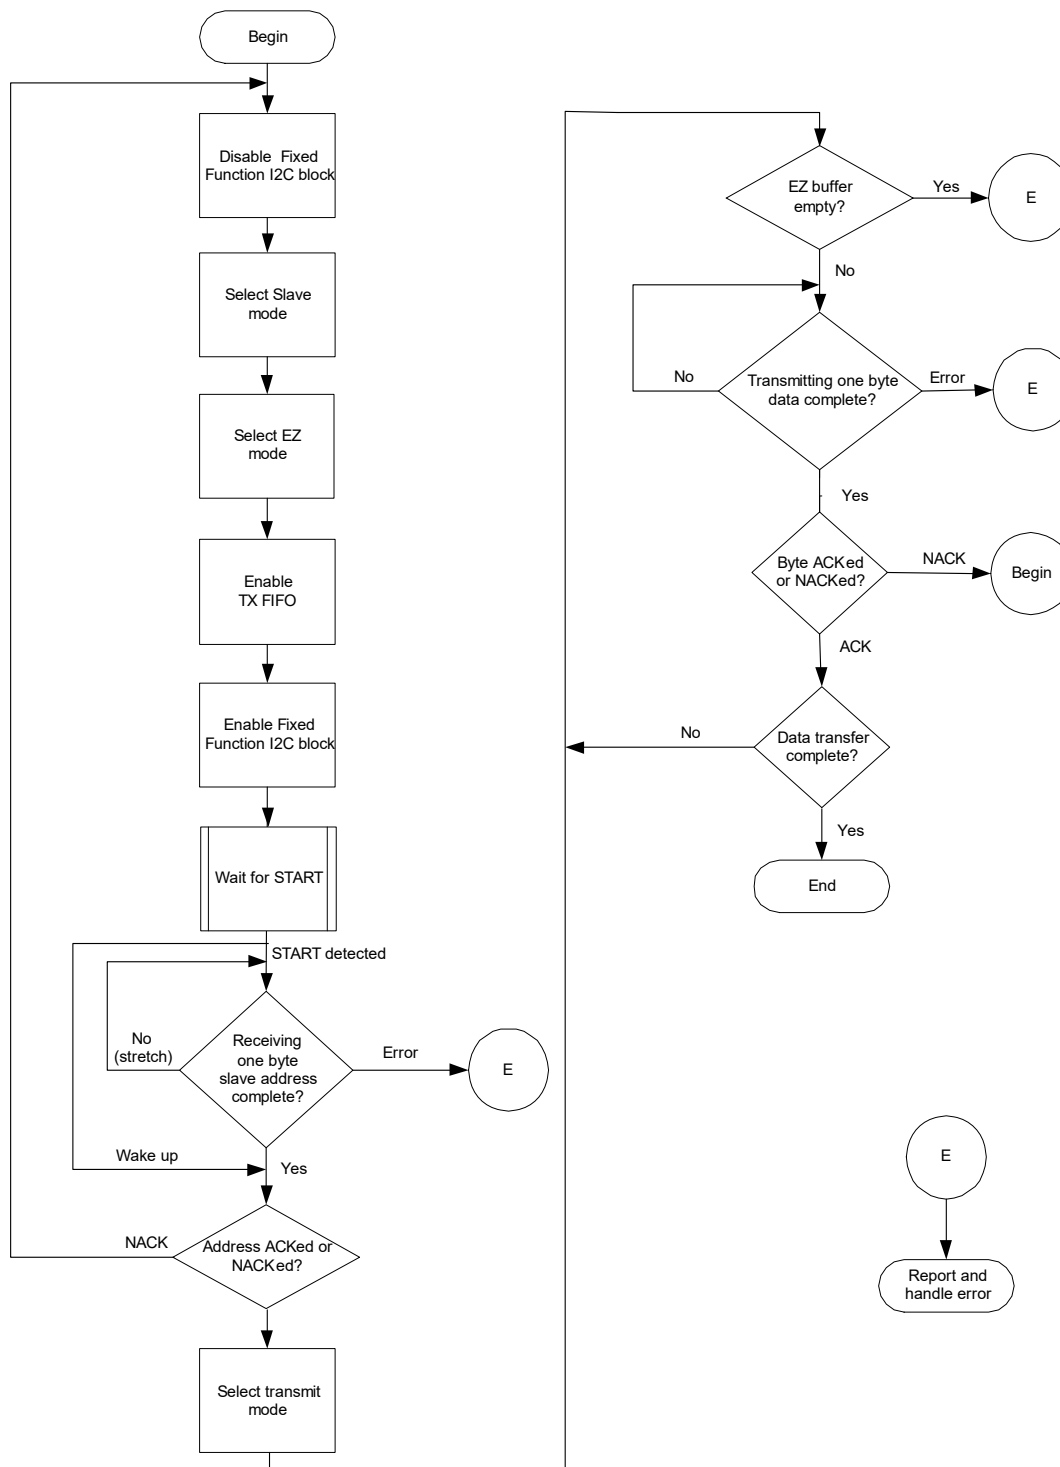 Begin
Disable Fixed
Function I2C block
Select Slave
mode
Select EZ
mode
Enable
TX FIFO
Enable Fixed
Function I2C block
Wait for START
START detected
No
(stretch)
Receiving
one byte
slave address
complete?
Error
E
Wake up
Yes
NACK
Address ACKed or
NACKed?
Select transmit
mode
EZ buffer
empty?
Yes
E
No
No
Transmitting one byte
data complete?
Error
E
Yes
Byte ACKed
or NACKed?
NACK
Begin
ACK
No
Data transfer
complete?
Yes
End
E
Report and
handle error